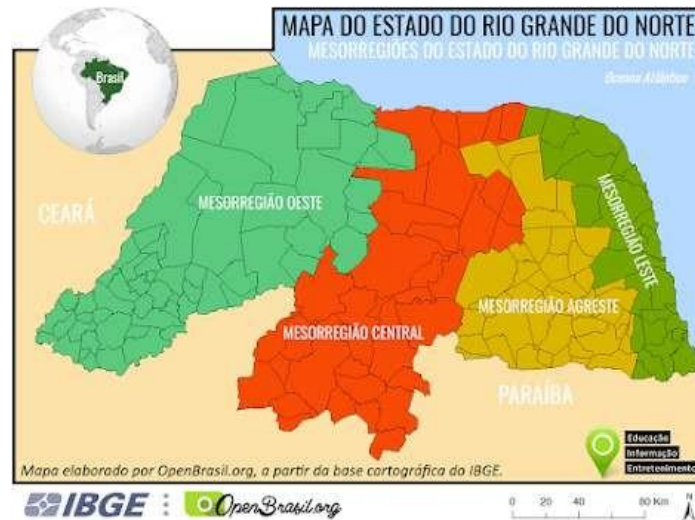 MAPA DO ESTADO DO RIO GRANDE DO NORTE
MESORREGIÕES DO ESTADO DO RIO GRANDE DO NORTE
Oceano Atlântico
Brasil
CEARÁ
MESORREGIÃO OESTE
MESORREGIÃO LESTE
MESORREGIÃO AGRESTE
MESORREGIÃO CENTRAL
PARAÍBA
Educação
Informação
Entretenimento
Mapa elaborado por OpenBrasil.org, a partir da base cartográfica do IBGE.
IBGE
OpenBrasil.org
0 20 40 80 Km
N